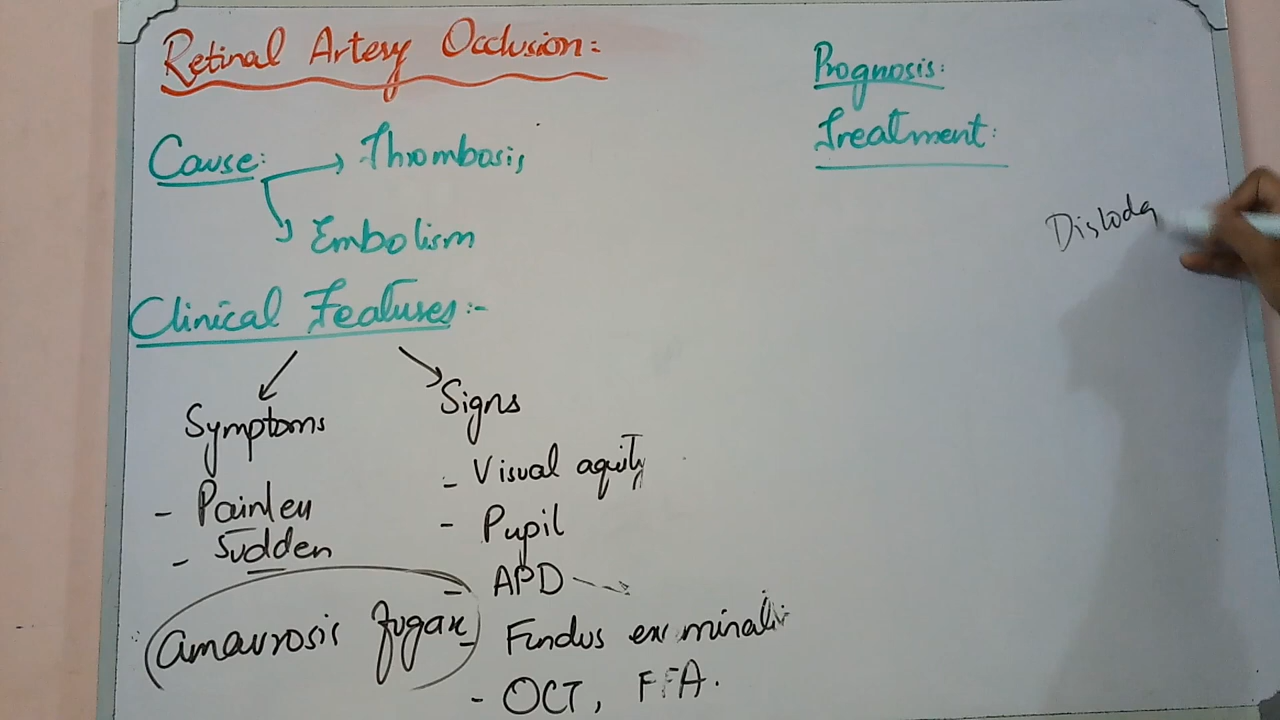 Retinal Artery Occlusion:
Cause:
Thrombosis
Embolism
Clinical Features:-
Symptoms
- Painless
- Sudden
Amaurosis fugax
Signs
- Visual aquity
- Pupil
- APD
- Fundus examinati
- OCT, FFA.
Prognosis:
Treatment:
Dislodg